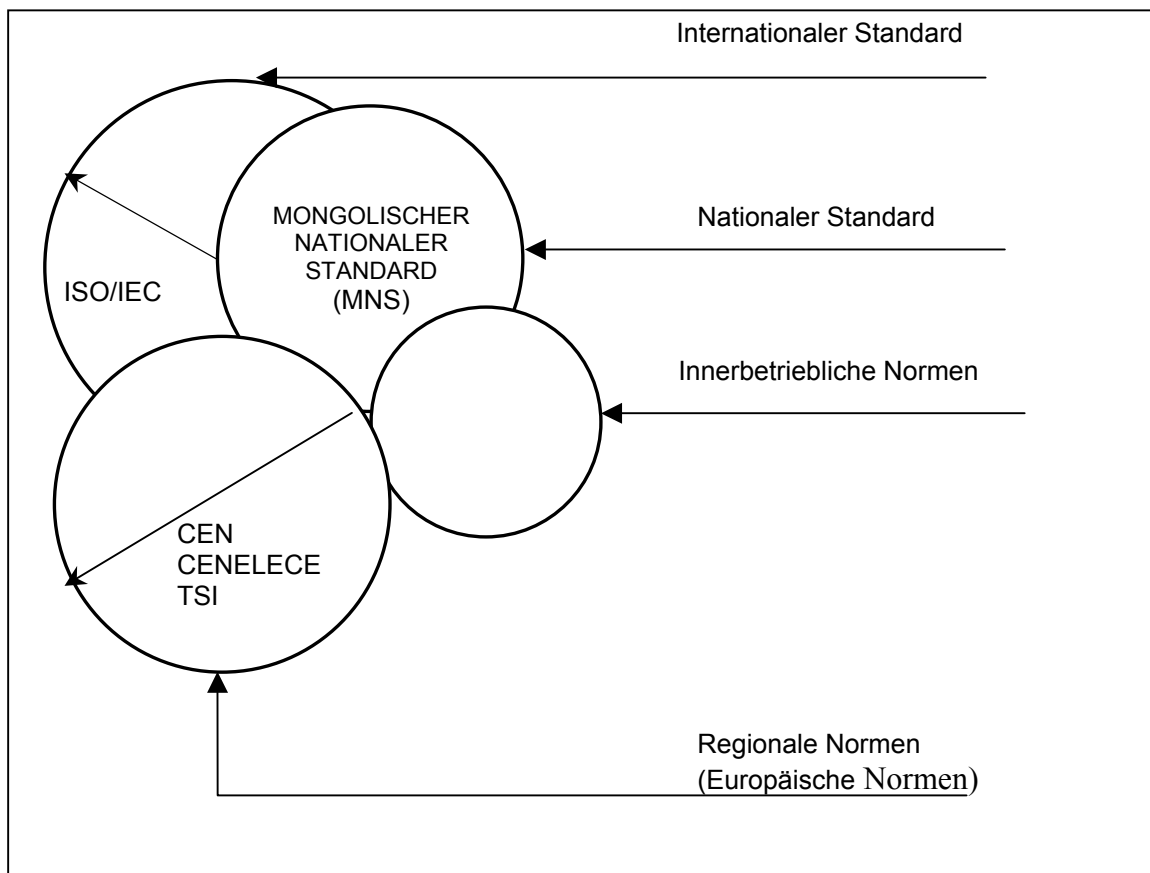 Internationaler Standard
MONGOLISCHER
NATIONALER
STANDARD
(MNS)
Nationaler Standard
ISO/IEC
Innerbetriebliche Normen
CEN
CENELECE
TSI
Regionale Normen
(Europäische Normen)